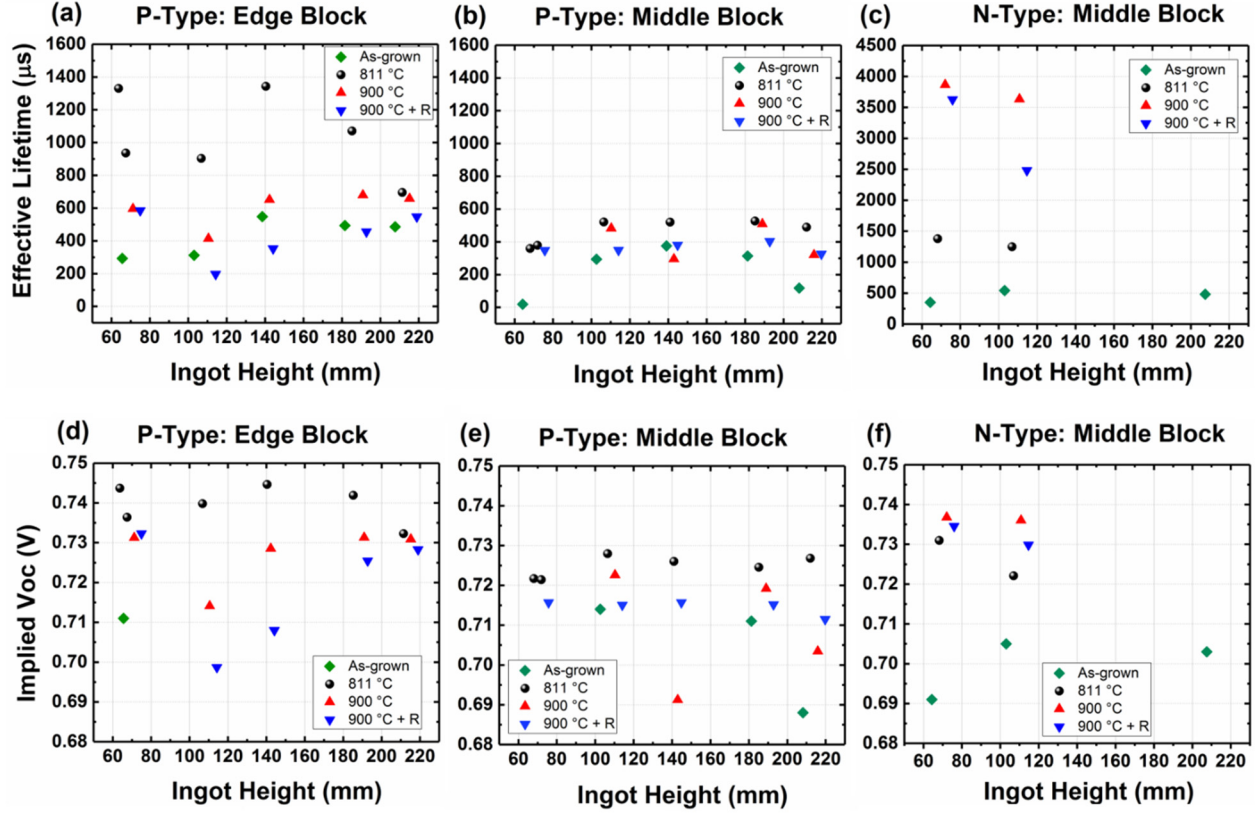 (a) P-Type: Edge Block
Effective Lifetime (μs)
1600
1400
1200
1000
800
600
400
200
0
As-grown
811 °C
900 °C
900 °C + R
60 80 100 120 140 160 180 200 220
Ingot Height (mm)
(b) P-Type: Middle Block
1600
1400
1200
1000
800
600
400
200
0
As-grown
811 °C
900 °C
900 °C + R
60 80 100 120 140 160 180 200 220
Ingot Height (mm)
(c) N-Type: Middle Block
4500
4000
3500
3000
2500
2000
1500
1000
500
0
As-grown
811 °C
900 °C
900 °C + R
60 80 100 120 140 160 180 200 220
Ingot Height (mm)
(d) P-Type: Edge Block
Implied Voc (V)
0.75
0.74
0.73
0.72
0.71
0.70
0.69
0.68
As-grown
811 °C
900 °C
900 °C + R
60 80 100 120 140 160 180 200 220
Ingot Height (mm)
(e) P-Type: Middle Block
0.75
0.74
0.73
0.72
0.71
0.70
0.69
0.68
As-grown
811 °C
900 °C
900 °C + R
60 80 100 120 140 160 180 200 220
Ingot Height (mm)
(f) N-Type: Middle Block
0.75
0.74
0.73
0.72
0.71
0.70
0.69
0.68
As-grown
811 °C
900 °C
900 °C + R
60 80 100 120 140 160 180 200 220
Ingot Height (mm)